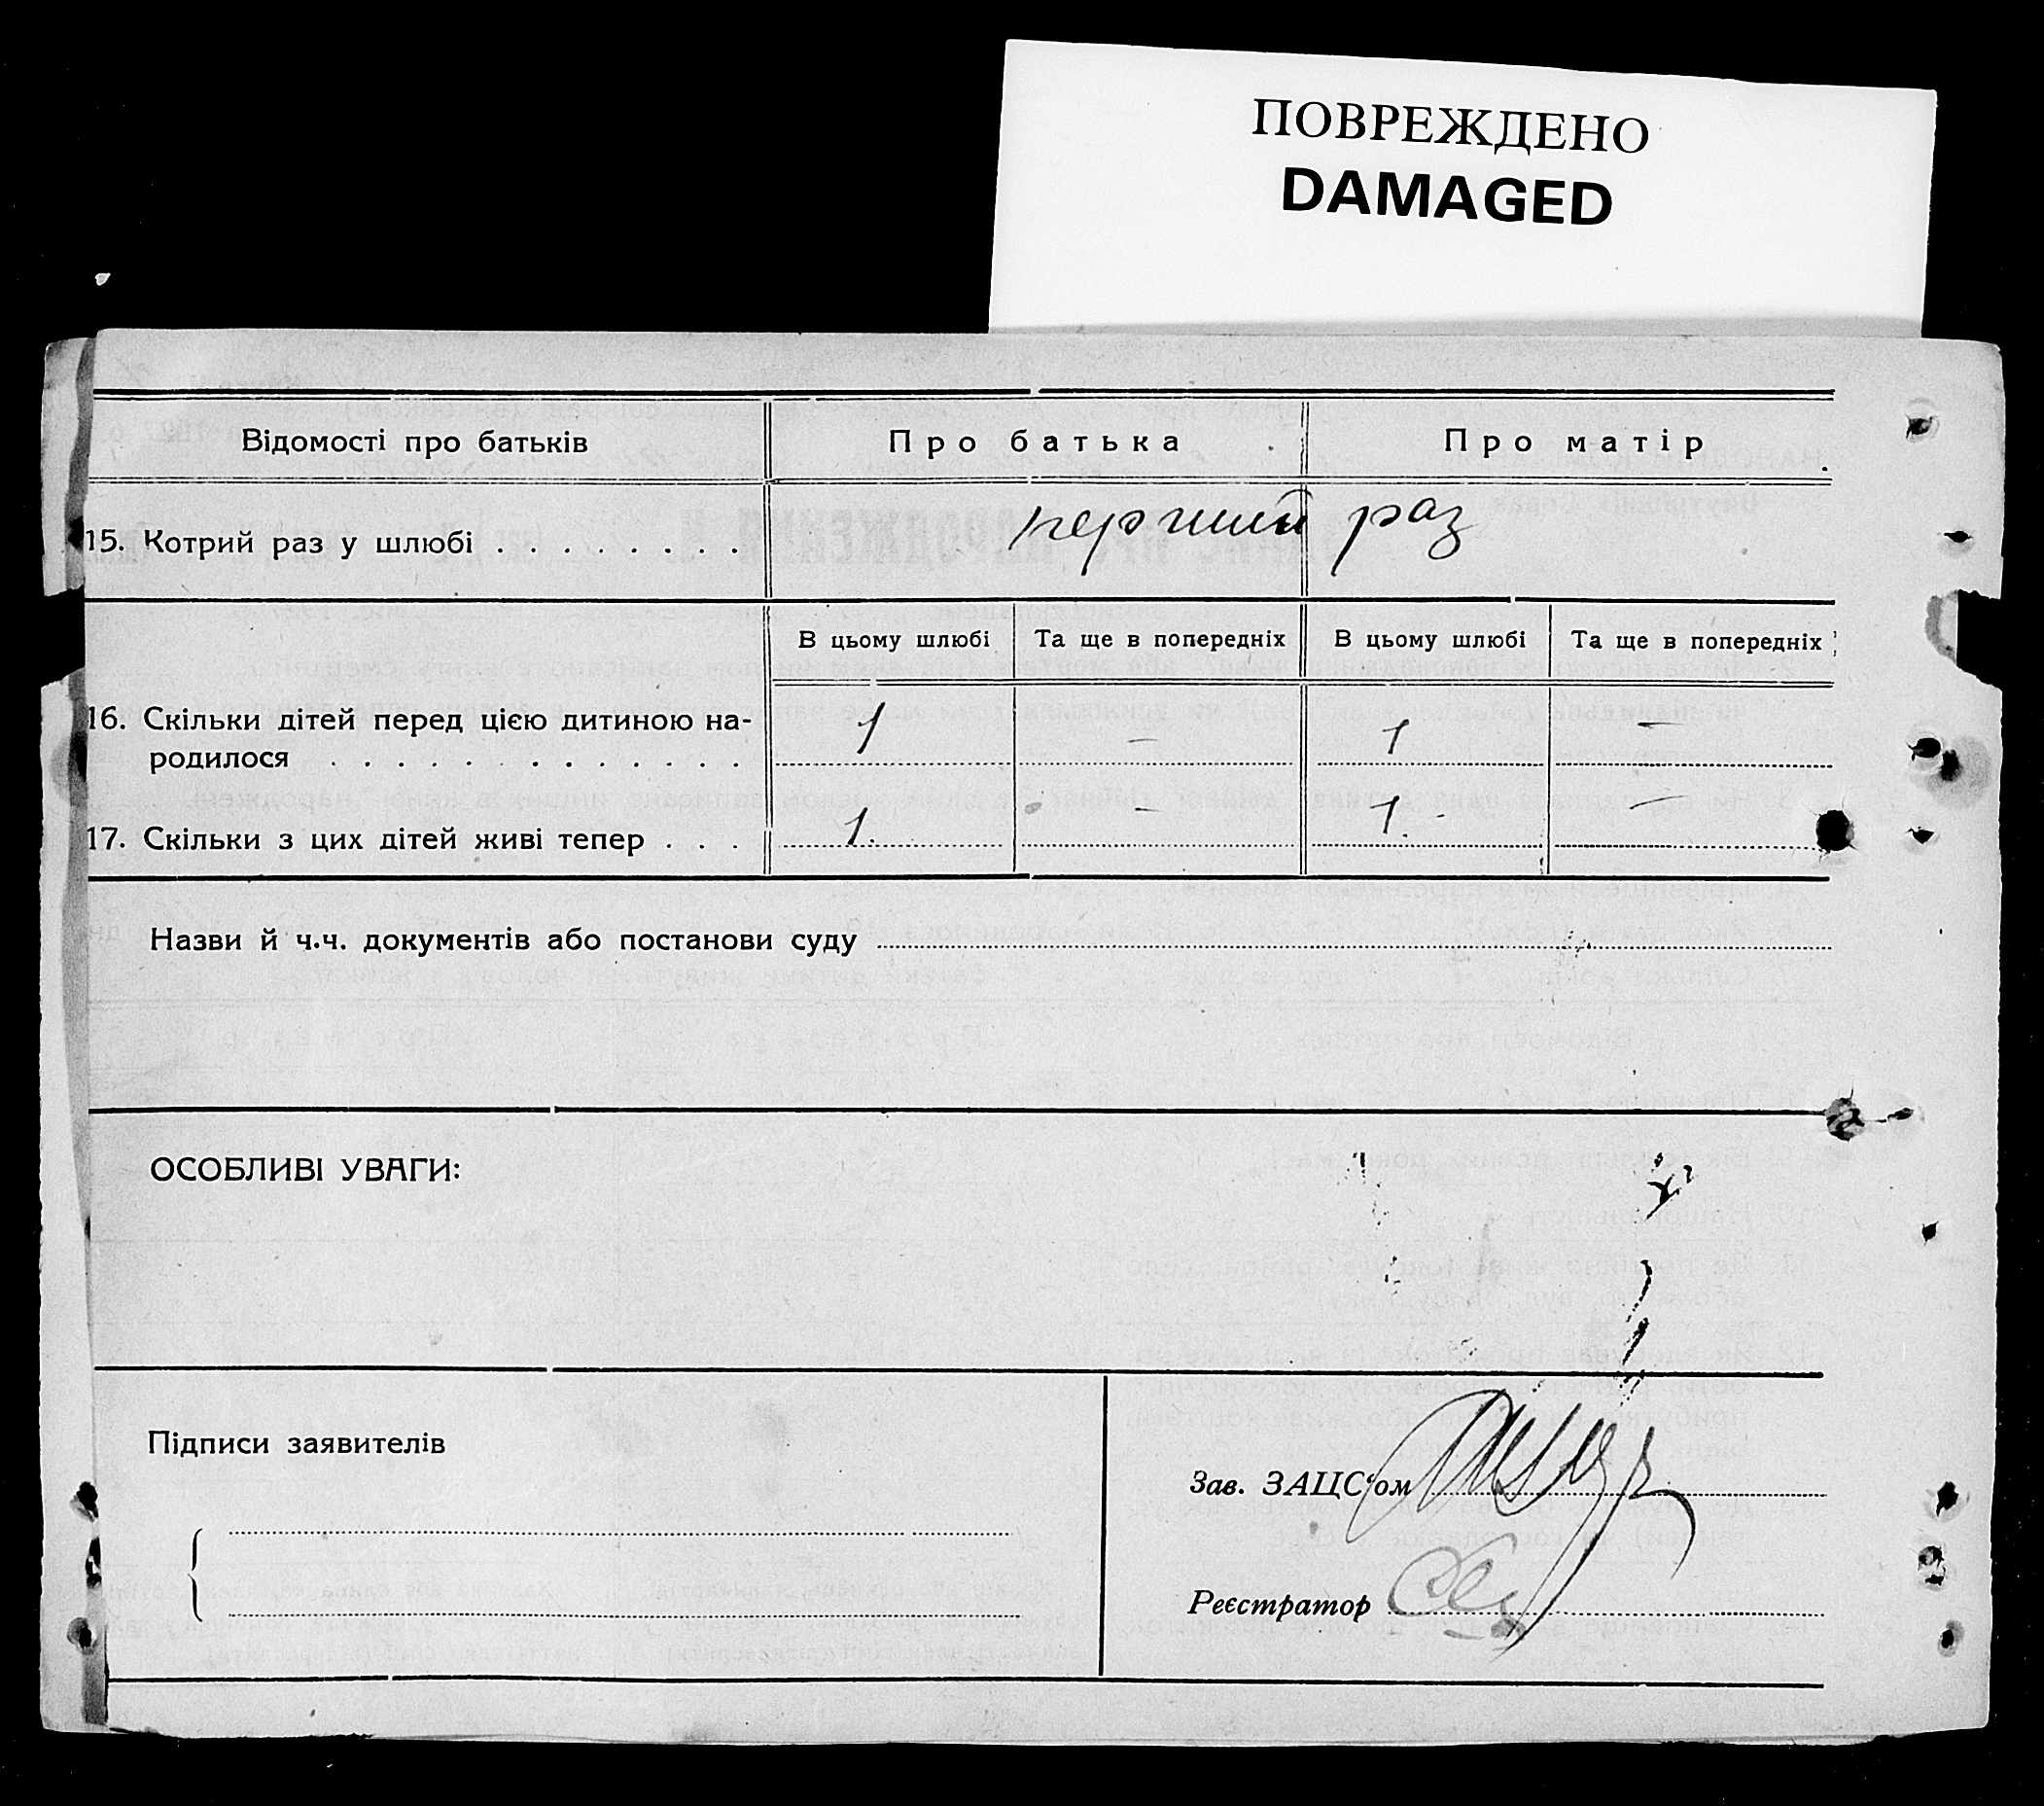 ПОВРЕЖДЕНО
DAMAGED
Відомості про батьків Про батька Про матір
15. Котрий раз у шлюбі . . . . . . . . перший раз
В цьому шлюбі Та ще в попередніх В цьому шлюбі Та ще в попередніх
16. Скільки дітей перед цією дитиною на-
родилося . . . . . . . . . . . . . 1 — 1 —
17. Скільки з цих дітей живі тепер . . . 1. — 1. —
Назви й ч.ч. документів або постанови суду
ОСОБЛИВІ УВАГИ:
Підписи заявителів
Зав. ЗАЦС'ом
Реєстратор